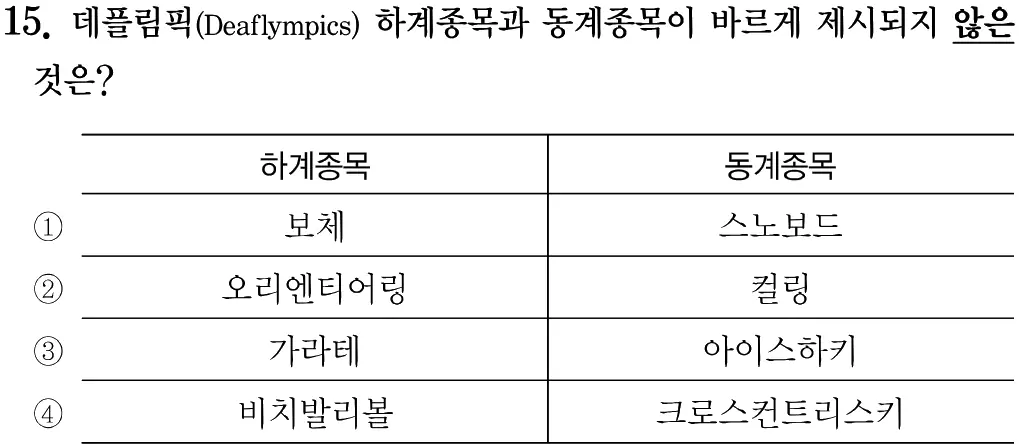 15. 데플림픽(Deaflympics) 하계종목과 동계종목이 바르게 제시되지 않은
것은?
하계종목 동계종목
① 보체 스노보드
② 오리엔티어링 컬링
③ 가라테 아이스하키
④ 비치발리볼 크로스컨트리스키